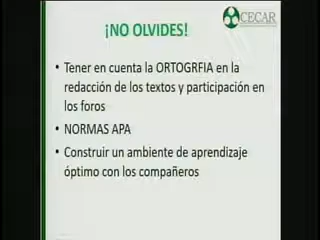 CECAR
¡NO OLVIDES!
• Tener en cuenta la ORTOGRFIA en la
redacción de los textos y participación en
los foros
• NORMAS APA
• Construir un ambiente de aprendizaje
óptimo con los compañeros